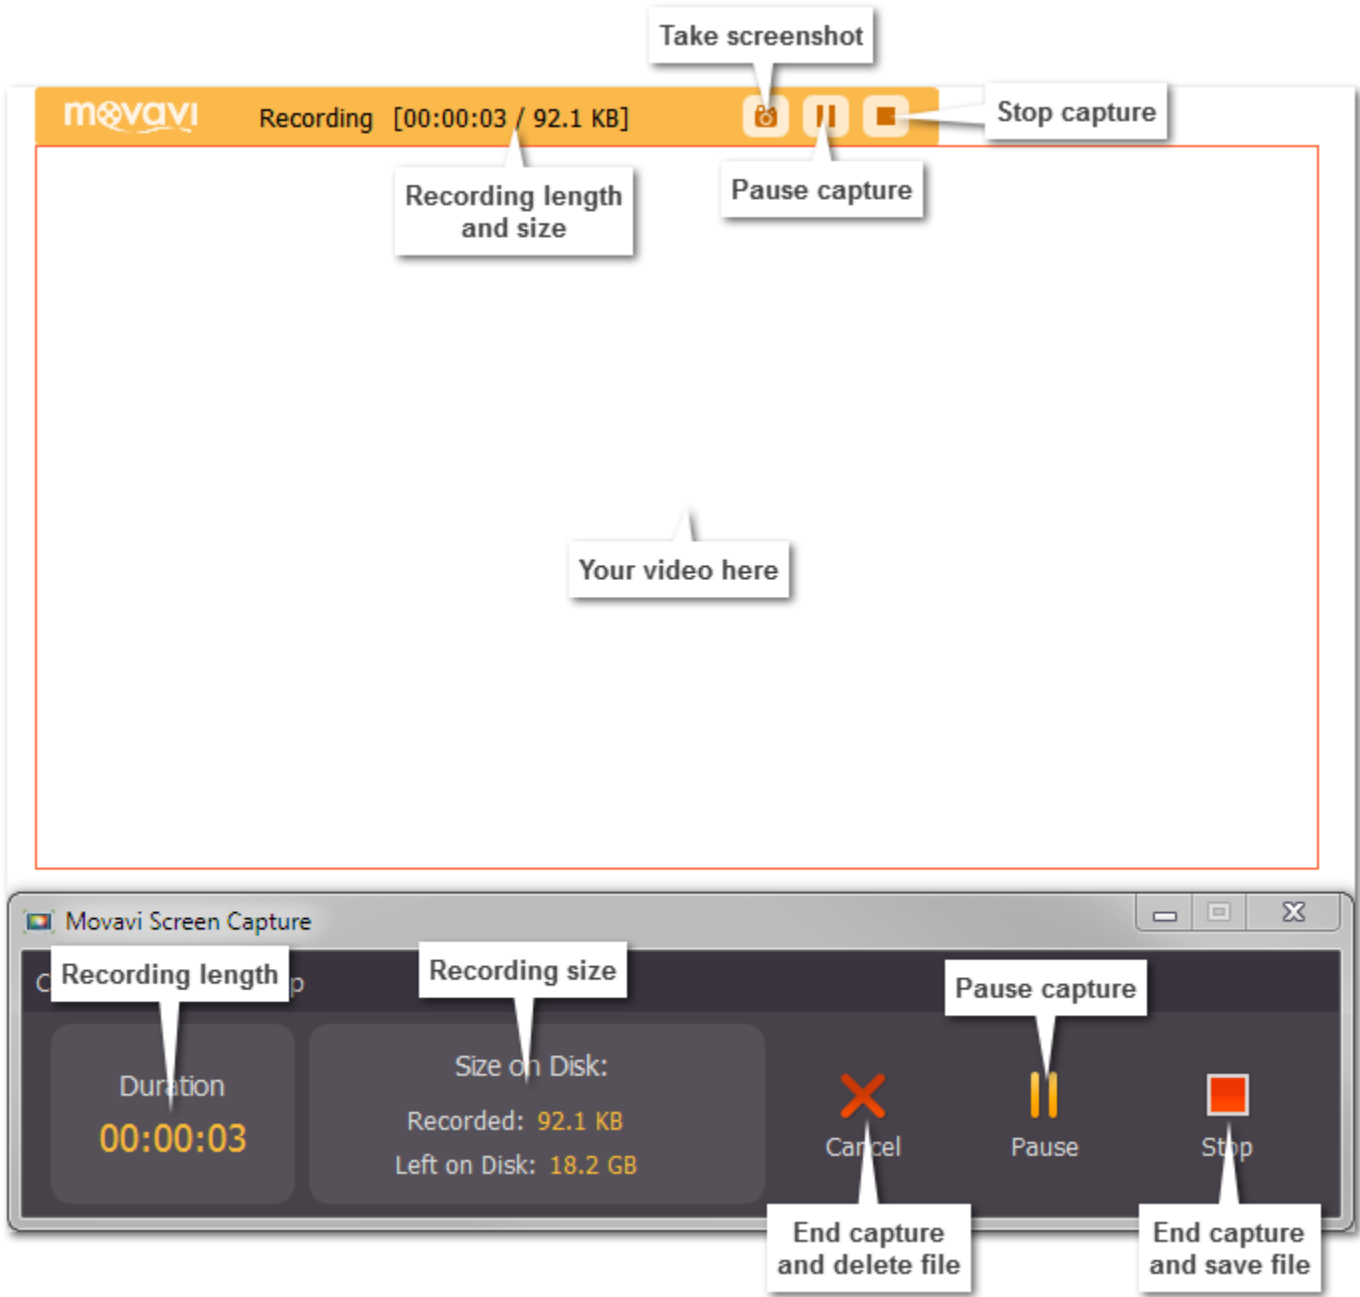 Take screenshot
movavi
Recording [00:00:03 / 92.1 KB]
Stop capture
Recording length
and size
Pause capture
Your video here
Movavi Screen Capture
Recording length
Recording size
Pause capture
Duration
00:00:03
Size on Disk:
Recorded: 92.1 KB
Left on Disk: 18.2 GB
Cancel
Pause
Stop
End capture
and delete file
End capture
and save file